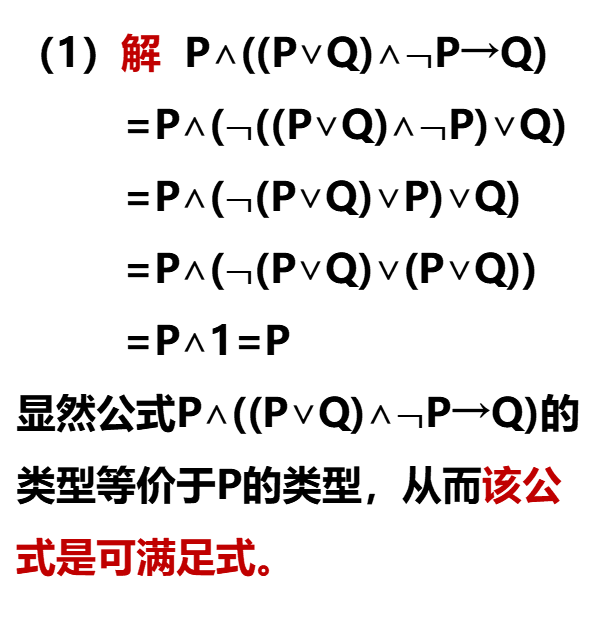 (1) 解 P∧((P∨Q)∧¬P→Q)
=P∧(¬((P∨Q)∧¬P)∨Q)
=P∧(¬(P∨Q)∨P)∨Q)
=P∧(¬(P∨Q)∨(P∨Q))
=P∧1=P
显然公式P∧((P∨Q)∧¬P→Q)的
类型等价于P的类型，从而该公
式是可满足式。